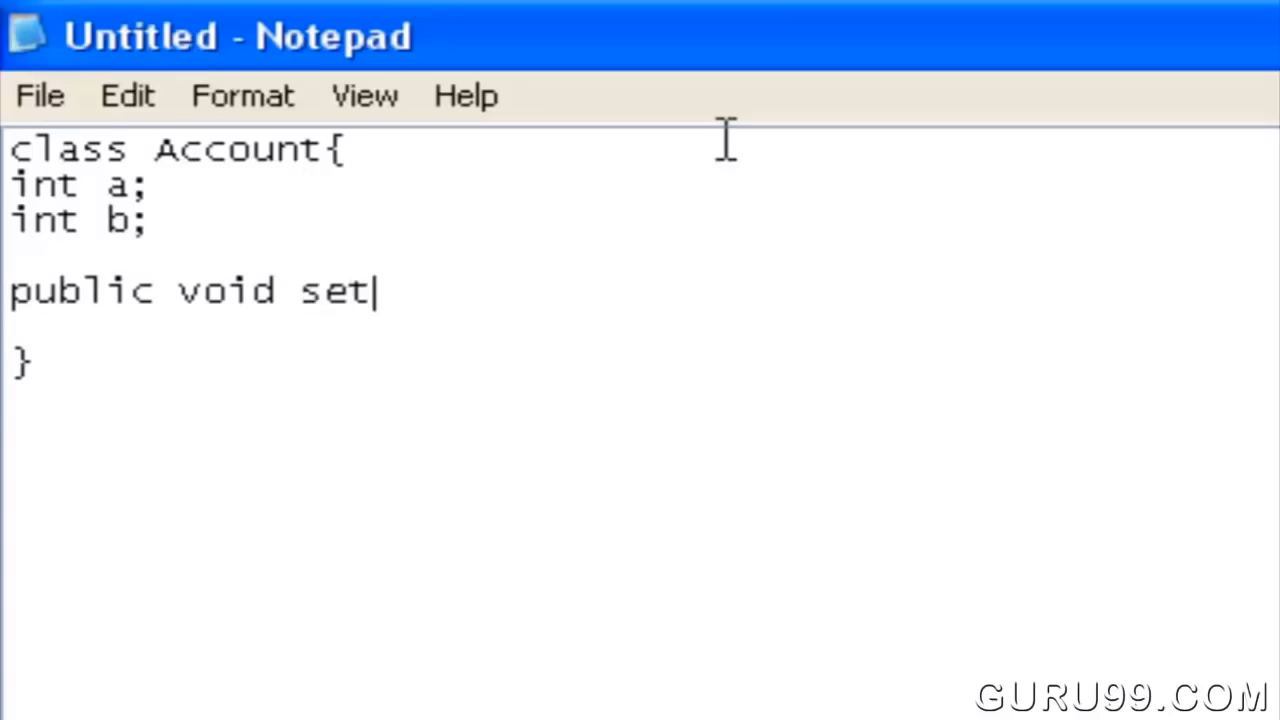 Untitled - Notepad
File Edit Format View Help
class Account{
int a;
int b;
public void set
}
GURU99.COM